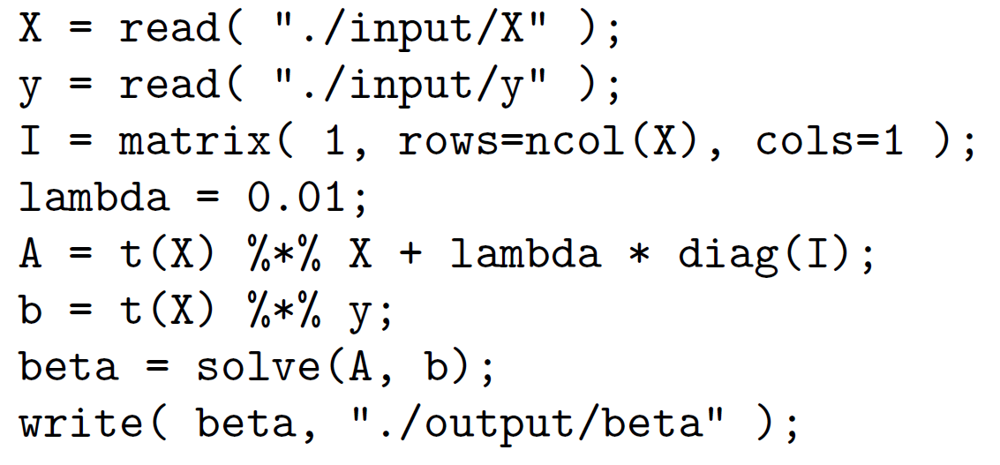 X = read( "./input/X" );
y = read( "./input/y" );
I = matrix( 1, rows=ncol(X), cols=1 );
lambda = 0.01;
A = t(X) %*% X + lambda * diag(I);
b = t(X) %*% y;
beta = solve(A, b);
write( beta, "./output/beta" );